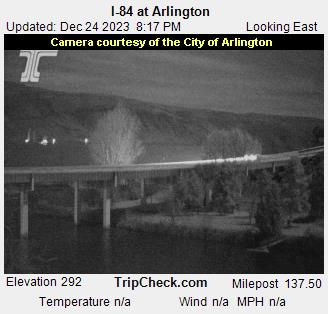 I-84 at Arlington
Updated: Dec 24 2023 8:17 PM Looking East
Camera courtesy of the City of Arlington
Elevation 292 TripCheck.com Milepost 137.50
Temperature n/a Wind n/a MPH n/a